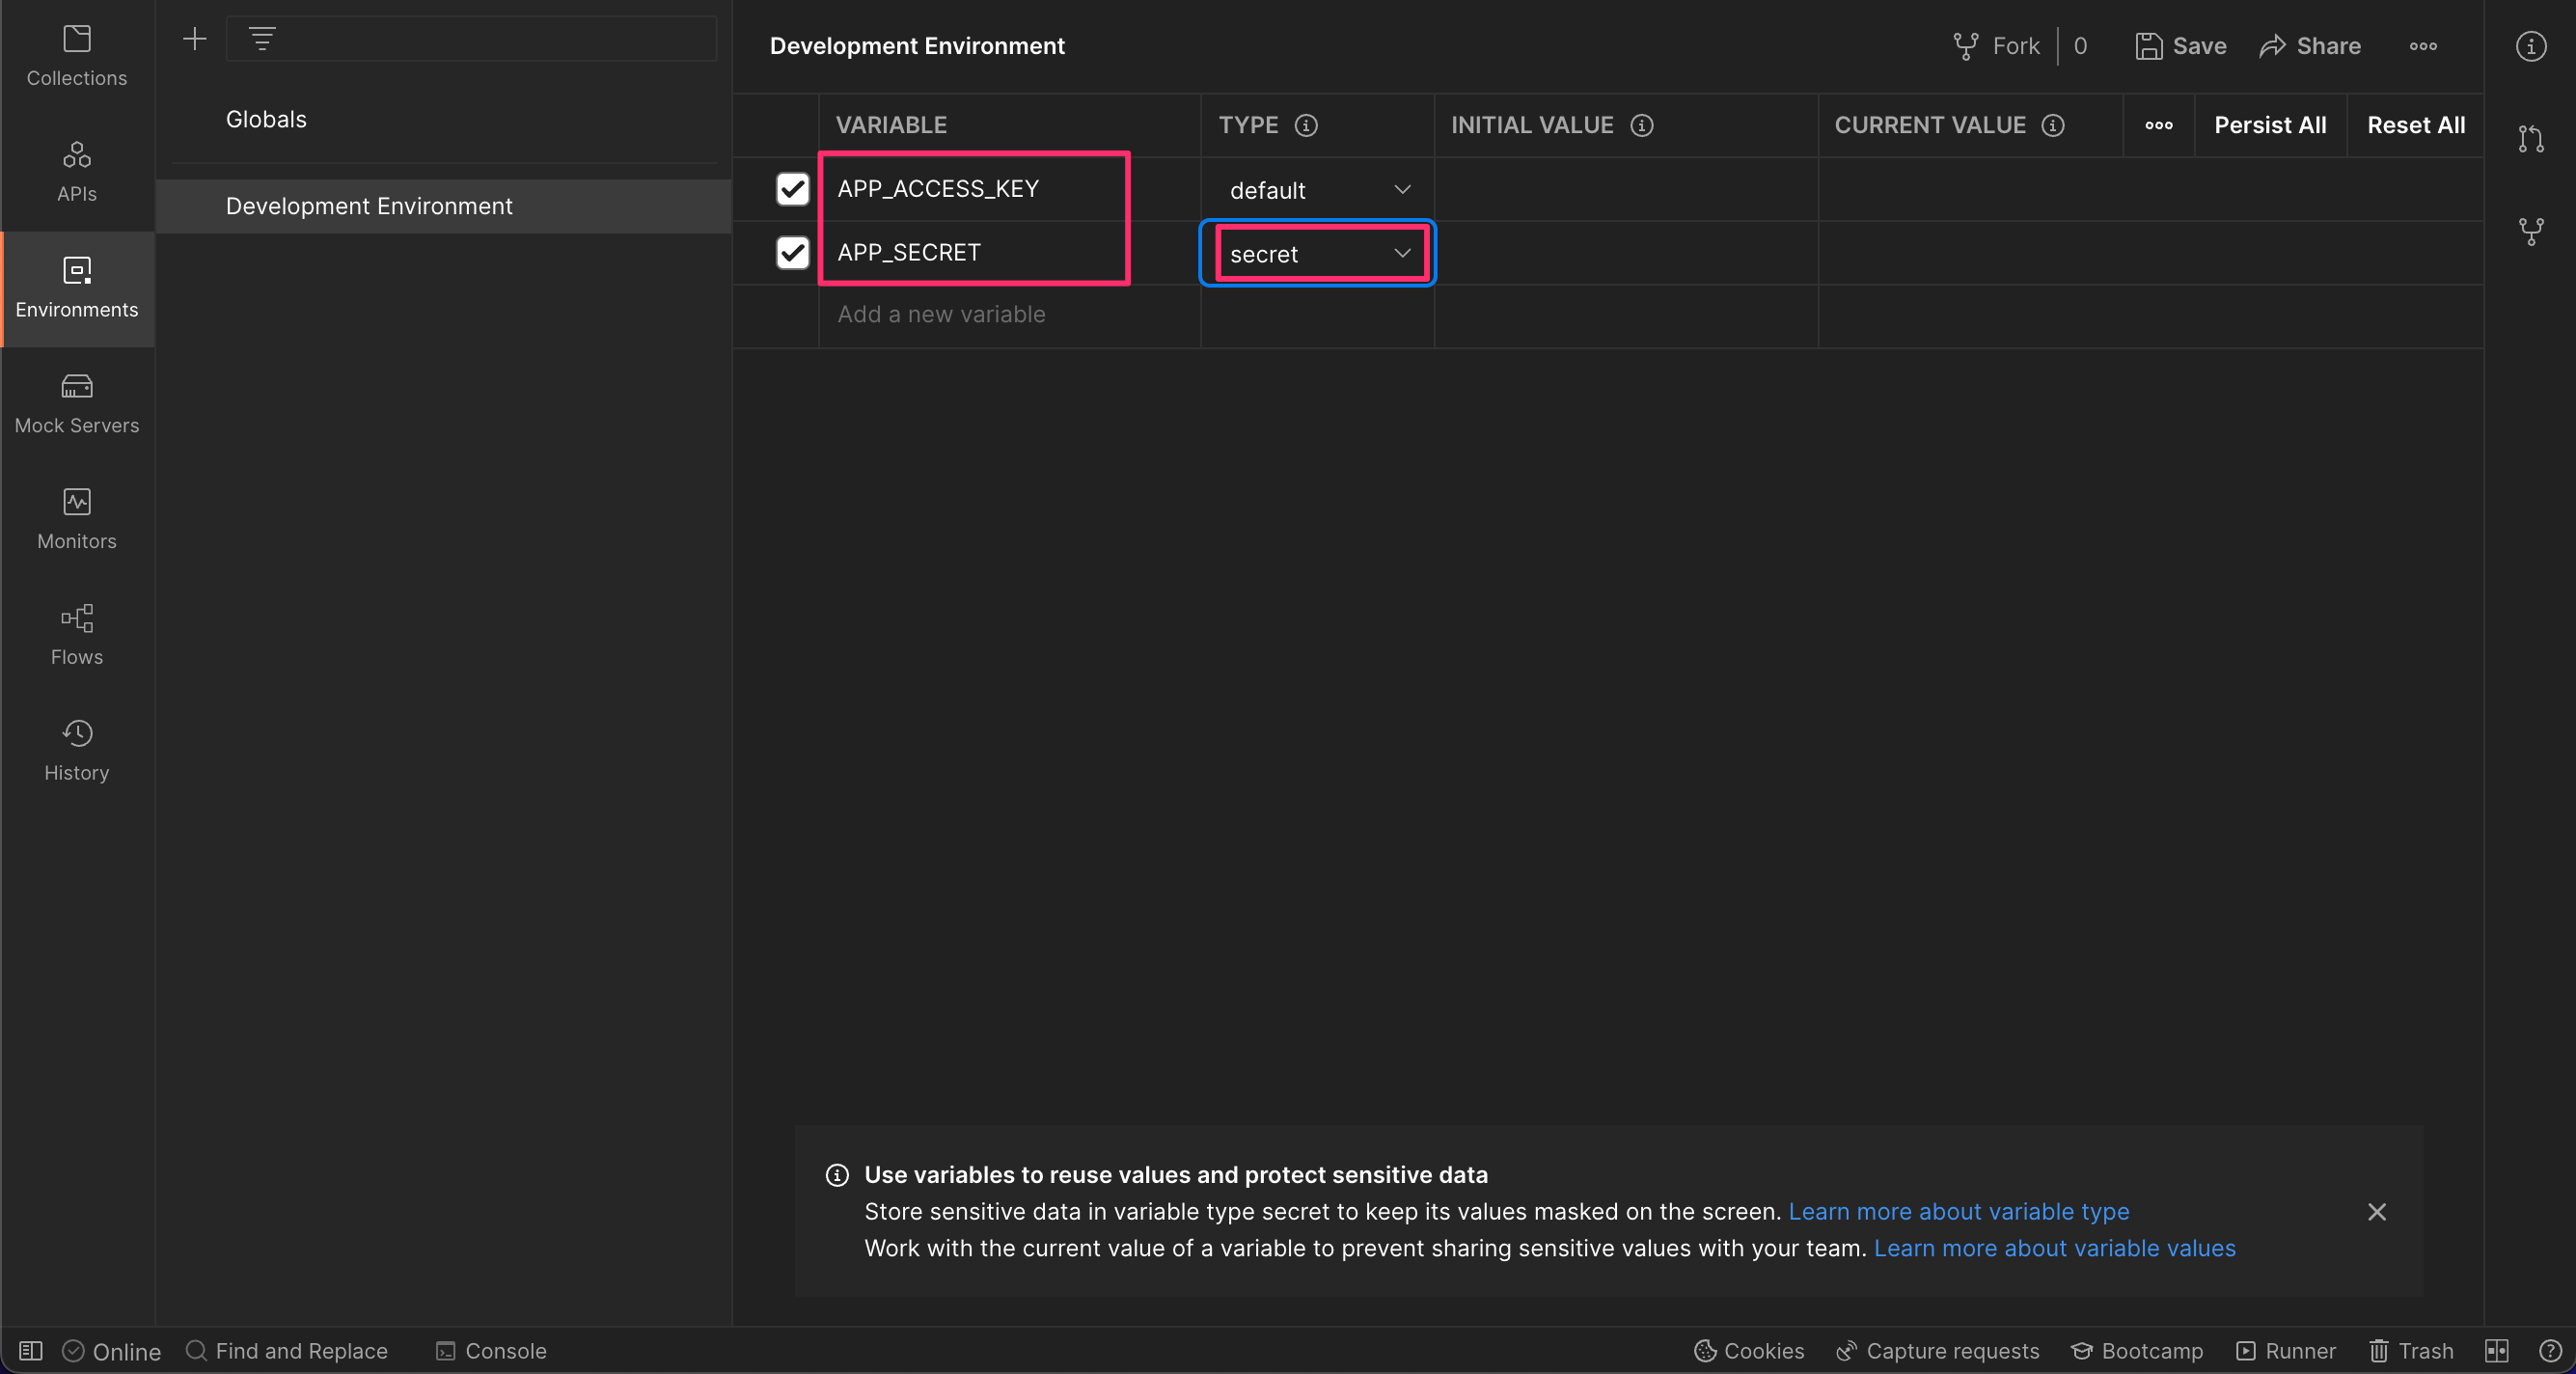 Collections
APIs
Environments
Mock Servers
Monitors
Flows
History
Globals
Development Environment
Development Environment
Fork 0 Save Share
VARIABLE TYPE INITIAL VALUE CURRENT VALUE Persist All Reset All
APP_ACCESS_KEY default
APP_SECRET secret
Add a new variable
Use variables to reuse values and protect sensitive data
Store sensitive data in variable type secret to keep its values masked on the screen. Learn more about variable type
Work with the current value of a variable to prevent sharing sensitive values with your team. Learn more about variable values
Online Find and Replace Console Cookies Capture requests Bootcamp Runner Trash